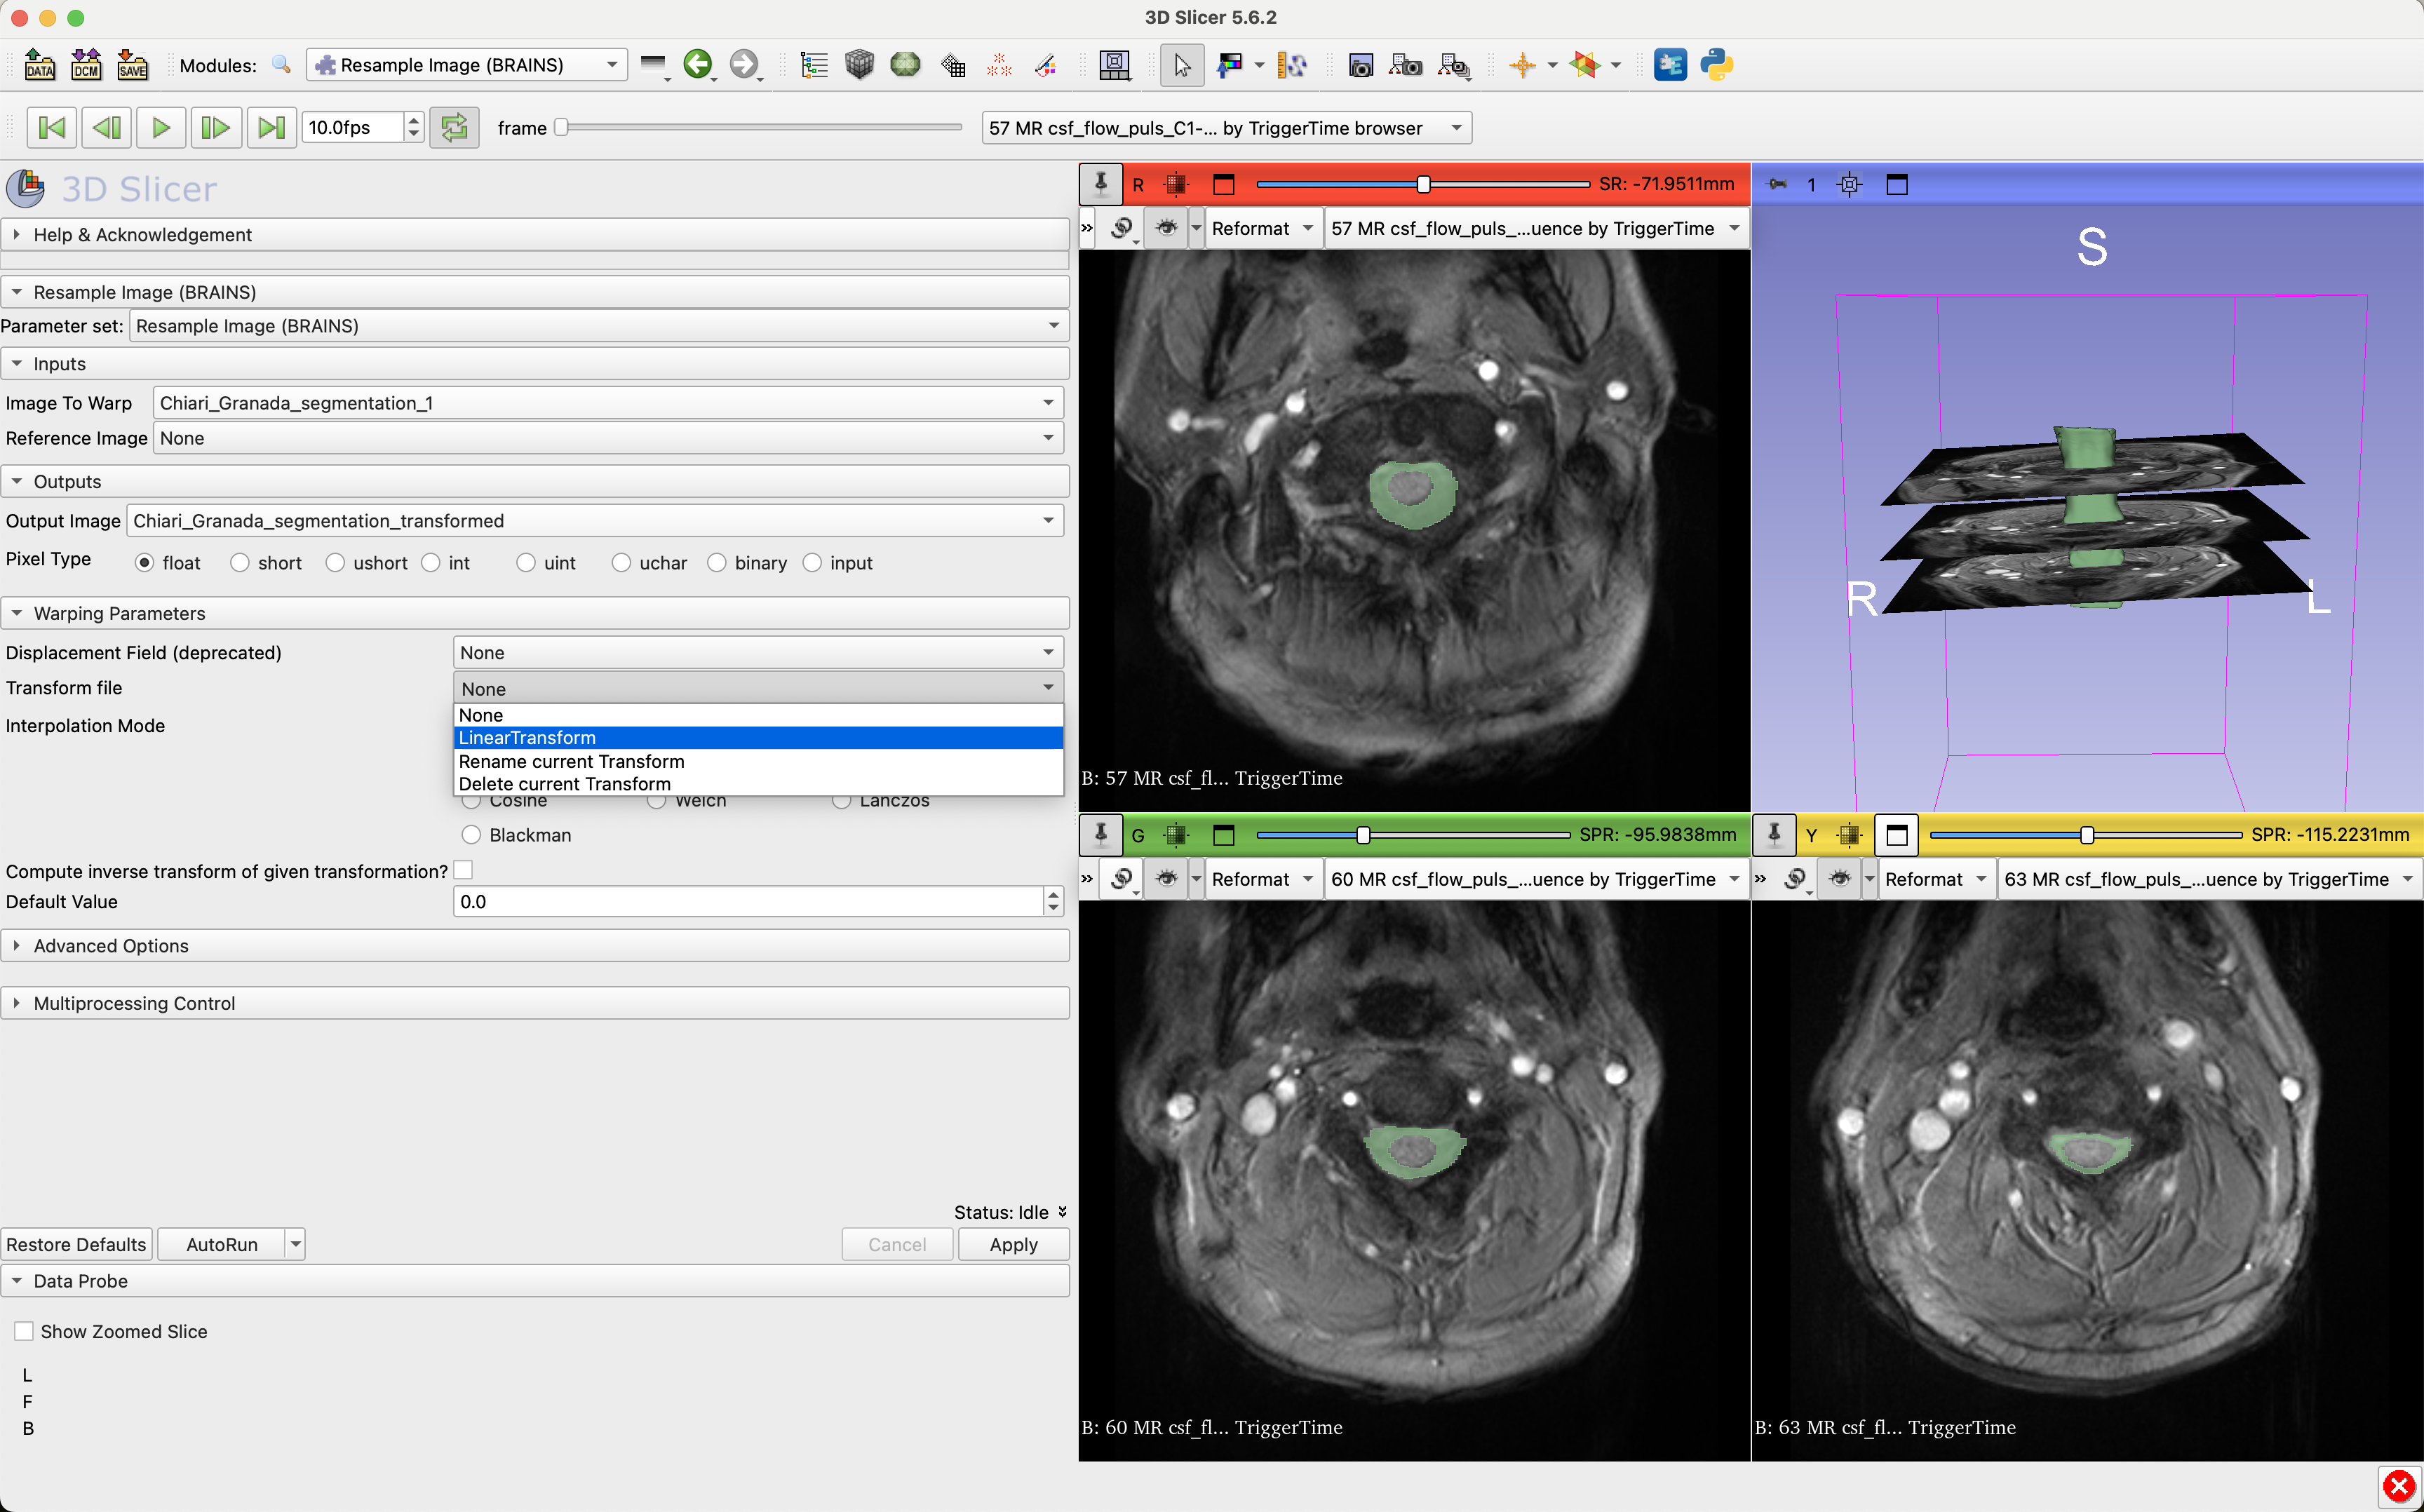 3D Slicer 5.6.2
DATA DCM SAVE Modules: Resample Image (BRAINS)
10.0fps frame 57 MR csf_flow_puls_C1-... by TriggerTime browser
3D Slicer
Help & Acknowledgement
Resample Image (BRAINS)
Parameter set: Resample Image (BRAINS)
Inputs
Image To Warp Chiari_Granada_segmentation_1
Reference Image None
Outputs
Output Image Chiari_Granada_segmentation_transformed
Pixel Type float short ushort int uint uchar binary input
Warping Parameters
Displacement Field (deprecated) None
Transform file None
None
Interpolation Mode
LinearTransform
Rename current Transform
Delete current Transform
Cosine Welch Lanczos
Blackman
Compute inverse transform of given transformation?
Default Value 0.0
Advanced Options
Multiprocessing Control
Status: Idle
Restore Defaults AutoRun Cancel Apply
Data Probe
Show Zoomed Slice
L
F
B
R SR: -71.9511mm
» Reformat 57 MR csf_flow_puls_...uence by TriggerTime
B: 57 MR csf_fl... TriggerTime
1
S
R L
G SPR: -95.9838mm
» Reformat 60 MR csf_flow_puls_...uence by TriggerTime
B: 60 MR csf_fl... TriggerTime
Y SPR: -115.2231mm
» Reformat 63 MR csf_flow_puls_...uence by TriggerTime
B: 63 MR csf_fl... TriggerTime